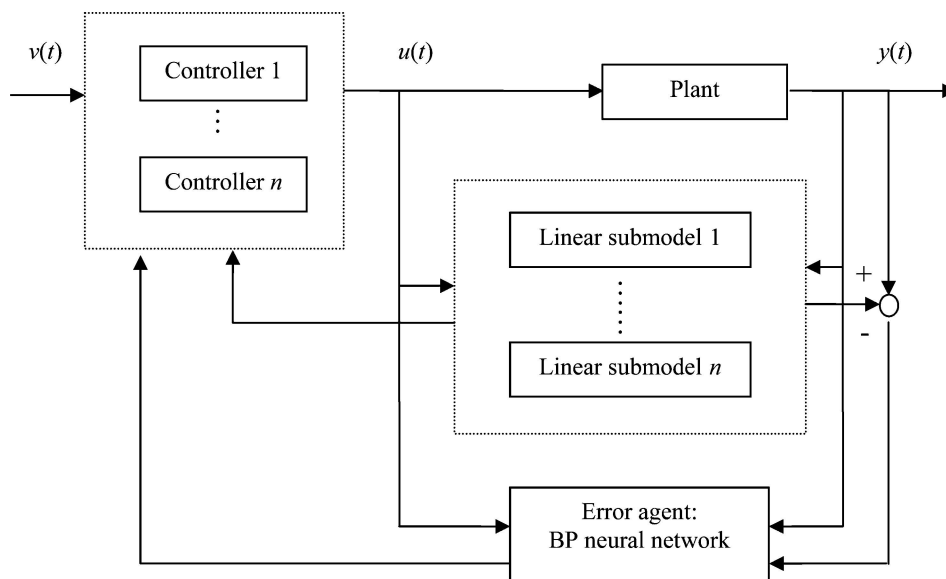 v(t)
u(t)
y(t)
Controller 1
⋮
Controller n
Plant
Linear submodel 1
⋮
Linear submodel n
+
-
Error agent:
BP neural network